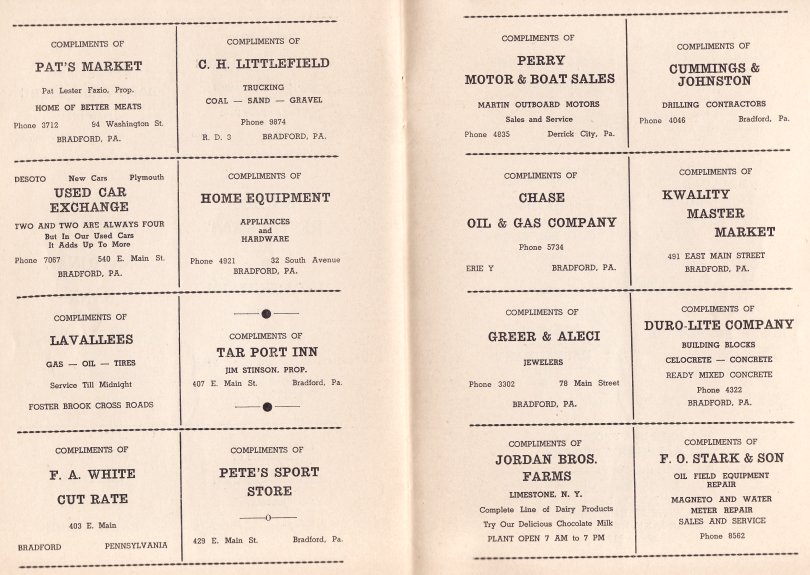 COMPLIMENTS OF
PAT'S MARKET
Pat Lester Fazio, Prop.
HOME OF BETTER MEATS
Phone 3712 94 Washington St.
BRADFORD, PA.
COMPLIMENTS OF
C. H. LITTLEFIELD
TRUCKING
COAL — SAND — GRAVEL
Phone 9874
R. D. 3 BRADFORD, PA.
DESOTO New Cars Plymouth
USED CAR
EXCHANGE
TWO AND TWO ARE ALWAYS FOUR
But In Our Used Cars
It Adds Up To More
Phone 7067 540 E. Main St.
BRADFORD, PA.
COMPLIMENTS OF
HOME EQUIPMENT
APPLIANCES
and
HARDWARE
Phone 4921 32 South Avenue
BRADFORD, PA.
COMPLIMENTS OF
LAVALLEES
GAS — OIL — TIRES
Service Till Midnight
FOSTER BROOK CROSS ROADS
COMPLIMENTS OF
TAR PORT INN
JIM STINSON, PROP.
407 E. Main St. Bradford, Pa.
COMPLIMENTS OF
F. A. WHITE
CUT RATE
403 E. Main
BRADFORD PENNSYLVANIA
COMPLIMENTS OF
PETE'S SPORT
STORE
429 E. Main St. Bradford, Pa.
COMPLIMENTS OF
PERRY
MOTOR & BOAT SALES
MARTIN OUTBOARD MOTORS
Sales and Service
Phone 4835 Derrick City, Pa.
COMPLIMENTS OF
CUMMINGS &
JOHNSTON
DRILLING CONTRACTORS
Phone 4046 Bradford, Pa.
COMPLIMENTS OF
CHASE
OIL & GAS COMPANY
Phone 5734
ERIE Y BRADFORD, PA.
COMPLIMENTS OF
KWALITY
MASTER
MARKET
491 EAST MAIN STREET
BRADFORD, PA.
COMPLIMENTS OF
GREER & ALECI
JEWELERS
Phone 3302 78 Main Street
BRADFORD, PA.
COMPLIMENTS OF
DURO-LITE COMPANY
BUILDING BLOCKS
CELOCRETE — CONCRETE
READY MIXED CONCRETE
Phone 4322
BRADFORD, PA.
COMPLIMENTS OF
JORDAN BROS.
FARMS
LIMESTONE, N. Y.
Complete Line of Dairy Products
Try Our Delicious Chocolate Milk
PLANT OPEN 7 AM to 7 PM
COMPLIMENTS OF
F. O. STARK & SON
OIL FIELD EQUIPMENT
REPAIR
MAGNETO AND WATER
METER REPAIR
SALES AND SERVICE
Phone 8562